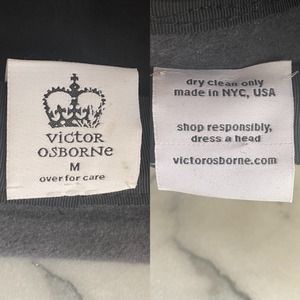 VICTOR
OSBORNE
M
over for care
dry clean only
made in NYC, USA
shop responsibly,
dress a head
victorosborne.com